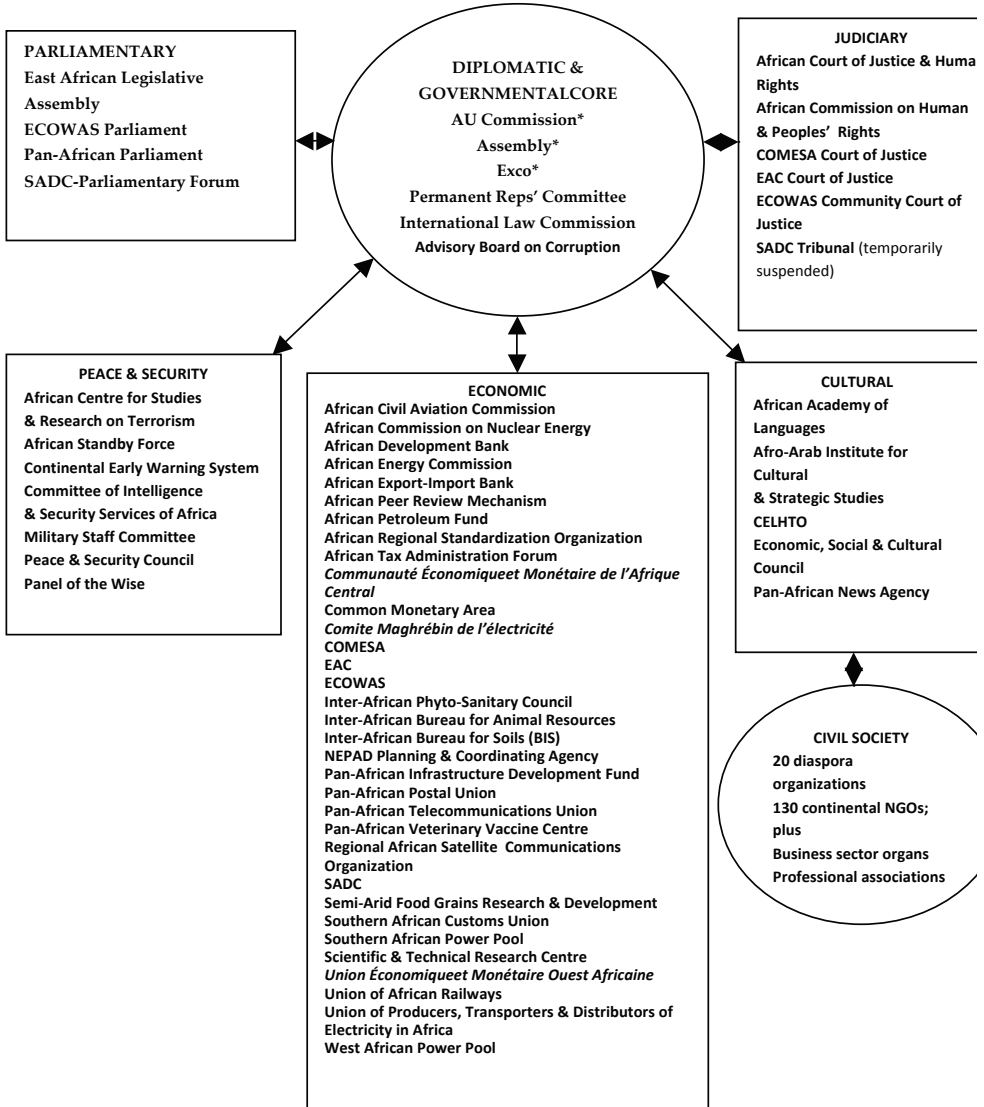 PARLIAMENTARY
East African Legislative
Assembly
ECOWAS Parliament
Pan-African Parliament
SADC-Parliamentary Forum
DIPLOMATIC &
GOVERNMENTALCORE
AU Commission*
Assembly*
Exco*
Permanent Reps’ Committee
International Law Commission
Advisory Board on Corruption
JUDICIARY
African Court of Justice & Huma
Rights
African Commission on Human
& Peoples’ Rights
COMESA Court of Justice
EAC Court of Justice
ECOWAS Community Court of
Justice
SADC Tribunal (temporarily
suspended)
PEACE & SECURITY
African Centre for Studies
& Research on Terrorism
African Standby Force
Continental Early Warning System
Committee of Intelligence
& Security Services of Africa
Military Staff Committee
Peace & Security Council
Panel of the Wise
ECONOMIC
African Civil Aviation Commission
African Commission on Nuclear Energy
African Development Bank
African Energy Commission
African Export-Import Bank
African Peer Review Mechanism
African Petroleum Fund
African Regional Standardization Organization
African Tax Administration Forum
Communauté Économiqueet Monétaire de l’Afrique
Central
Common Monetary Area
Comite Maghrébin de l’électricité
COMESA
EAC
ECOWAS
Inter-African Phyto-Sanitary Council
Inter-African Bureau for Animal Resources
Inter-African Bureau for Soils (BIS)
NEPAD Planning & Coordinating Agency
Pan-African Infrastructure Development Fund
Pan-African Postal Union
Pan-African Telecommunications Union
Pan-African Veterinary Vaccine Centre
Regional African Satellite Communications
Organization
SADC
Semi-Arid Food Grains Research & Development
Southern African Customs Union
Southern African Power Pool
Scientific & Technical Research Centre
Union Économiqueet Monétaire Ouest Africaine
Union of African Railways
Union of Producers, Transporters & Distributors of
Electricity in Africa
West African Power Pool
CULTURAL
African Academy of
Languages
Afro-Arab Institute for
Cultural
& Strategic Studies
CELHTO
Economic, Social & Cultural
Council
Pan-African News Agency
CIVIL SOCIETY
20 diaspora
organizations
130 continental NGOs;
plus
Business sector organs
Professional associations